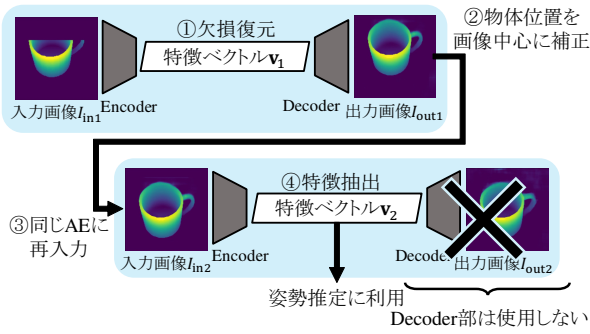 ①欠損復元
特徴ベクトルv₁
入力画像I_in1
Encoder
Decoder
出力画像I_out1
②物体位置を
画像中心に補正
③同じAEに
再入力
④特徴抽出
特徴ベクトルv₂
入力画像I_in2
Encoder
Decoder
出力画像I_out2
姿勢推定に利用
Decoder部は使用しない